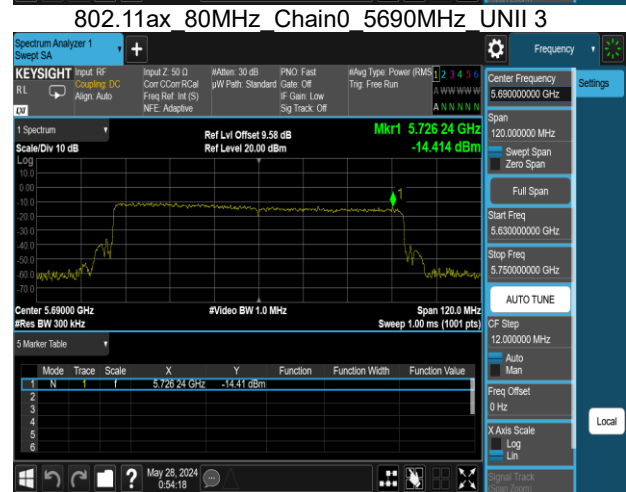 802.11ax_80MHz_Chain0_5690MHz_UNII 3
Spectrum Analyzer 1
Swept SA
Frequency
KEYSIGHT
RL
LXI
Input: RF
Coupling: DC
Align: Auto
Input Z: 50 Ω
Corr CCorr RCal
Freq Ref: Int (S)
NFE: Adaptive
#Atten: 30 dB
µW Path: Standard
PNO: Fast
Gate: Off
IF Gain: Low
Sig Track: Off
#Avg Type: Power (RMS)
Trig: Free Run
1 2 3 4 5 6
A W W W W W
A N N N N N
1 Spectrum
Scale/Div 10 dB
Log
Ref Lvl Offset 9.58 dB
Ref Level 20.00 dBm
Mkr1 5.726 24 GHz
-14.414 dBm
10.0
0.00
-10.0
-20.0
-30.0
-40.0
-50.0
-60.0
-70.0
1
Center 5.69000 GHz
#Res BW 300 kHz
#Video BW 1.0 MHz
Span 120.0 MHz
Sweep 1.00 ms (1001 pts)
5 Marker Table
Mode Trace Scale X Y Function Function Width Function Value
1 N 1 f 5.726 24 GHz -14.41 dBm
2
3
4
5
6
Center Frequency
5.690000000 GHz
Span
120.000000 MHz
Swept Span
Zero Span
Full Span
Start Freq
5.630000000 GHz
Stop Freq
5.750000000 GHz
AUTO TUNE
CF Step
12.000000 MHz
Auto
Man
Freq Offset
0 Hz
X Axis Scale
Log
Lin
Signal Track
(Span Zoom)
Settings
Local
?
May 28, 2024
0:54:18